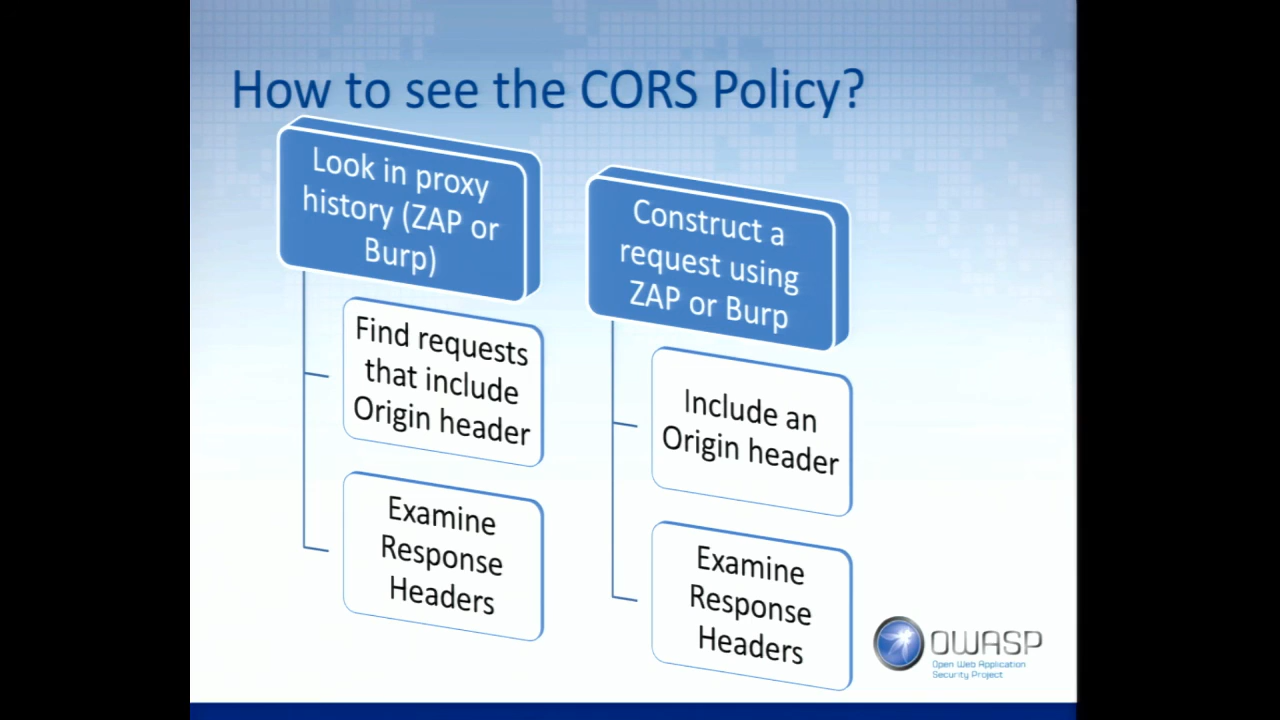 How to see the CORS Policy?
Look in proxy
history (ZAP or
Burp)
Find requests
that include
Origin header
Examine
Response
Headers
Construct a
request using
ZAP or Burp
Include an
Origin header
Examine
Response
Headers
OWASP
Open Web Application
Security Project